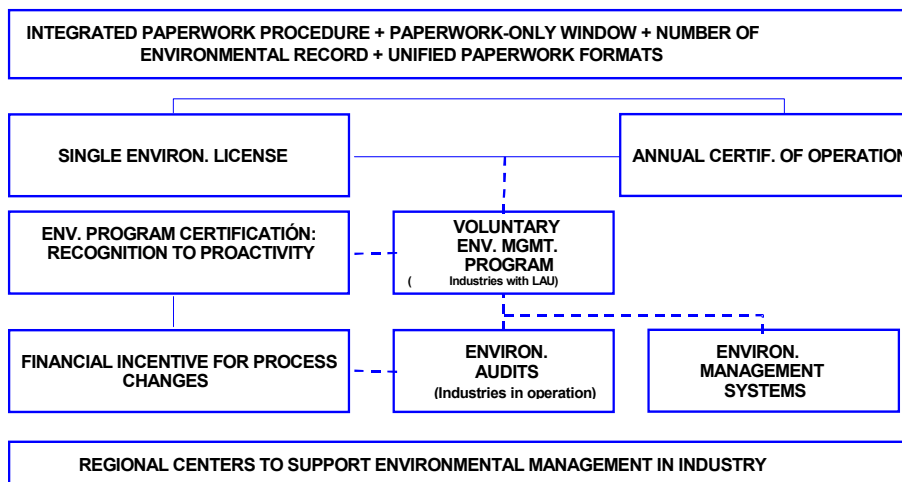 INTEGRATED PAPERWORK PROCEDURE + PAPERWORK-ONLY WINDOW + NUMBER OF
ENVIRONMENTAL RECORD + UNIFIED PAPERWORK FORMATS
SINGLE ENVIRON. LICENSE
ANNUAL CERTIF. OF OPERATION
ENV. PROGRAM CERTIFICATIÓN:
RECOGNITION TO PROACTIVITY
VOLUNTARY
ENV. MGMT.
PROGRAM
( Industries with LAU)
FINANCIAL INCENTIVE FOR PROCESS
CHANGES
ENVIRON.
AUDITS
(Industries in operation)
ENVIRON.
MANAGEMENT
SYSTEMS
REGIONAL CENTERS TO SUPPORT ENVIRONMENTAL MANAGEMENT IN INDUSTRY